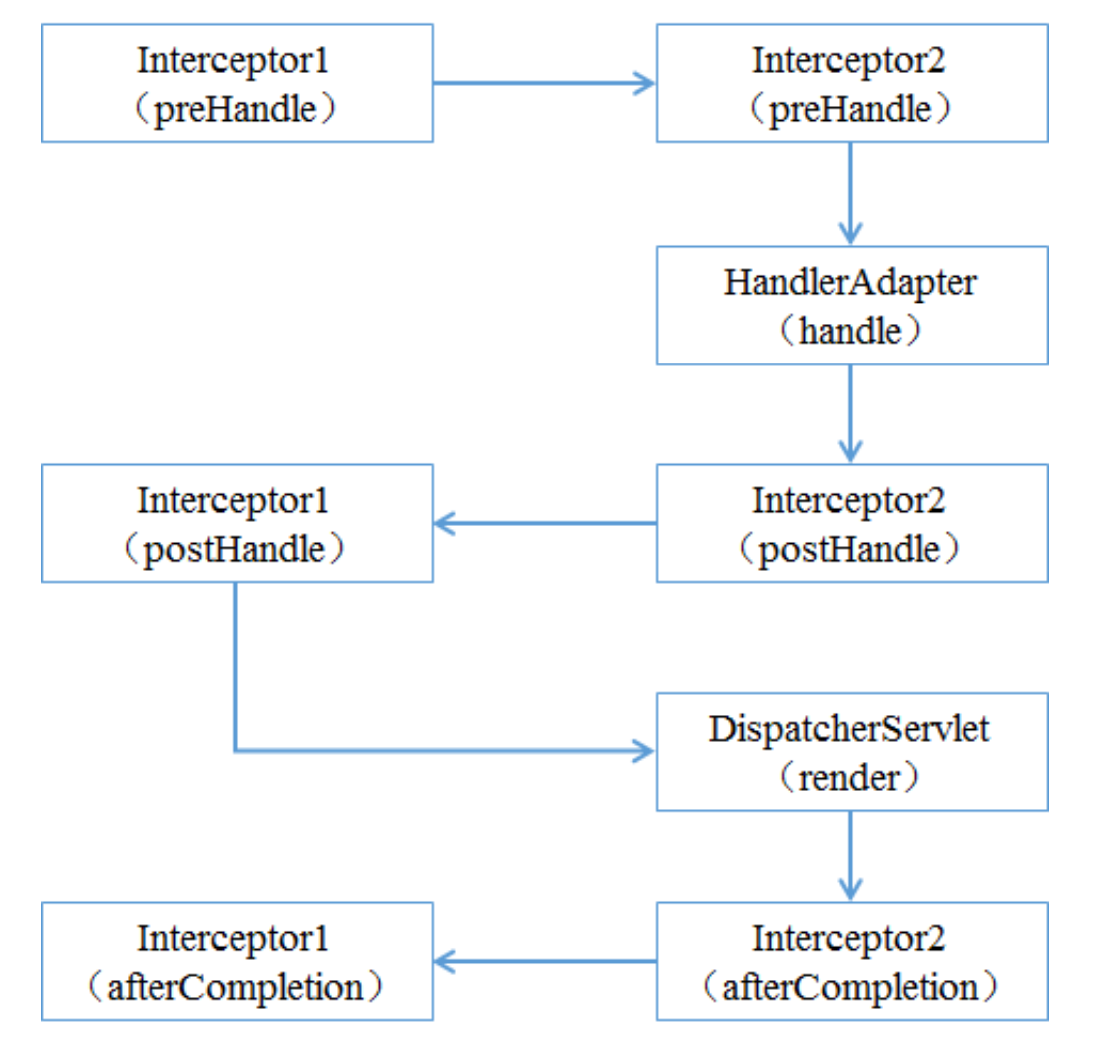 Interceptor1
（preHandle）
Interceptor2
（preHandle）
HandlerAdapter
（handle）
Interceptor1
（postHandle）
Interceptor2
（postHandle）
DispatcherServlet
（render）
Interceptor1
（afterCompletion）
Interceptor2
（afterCompletion）